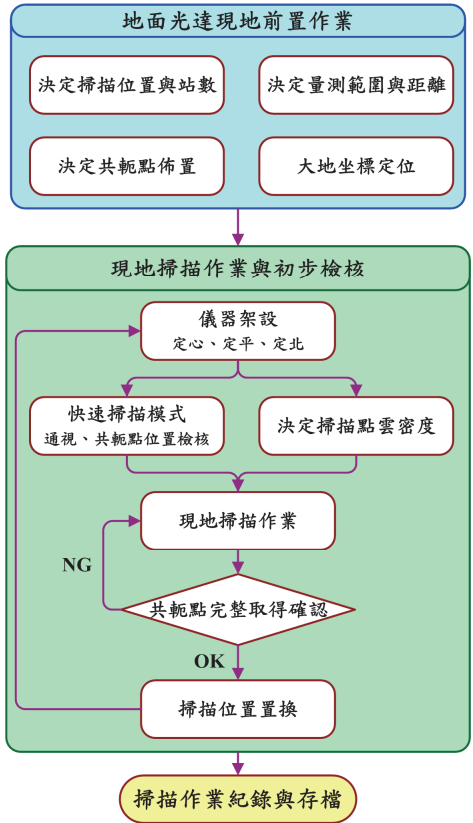 地面光達現地前置作業
決定掃描位置與站數
決定量測範圍與距離
決定共軛點佈置
大地坐標定位
現地掃描作業與初步檢核
儀器架設
定心、定平、定北
快速掃描模式
通視、共軛點位置檢核
決定掃描點雲密度
現地掃描作業
NG
共軛點完整取得確認
OK
掃描位置置換
掃描作業紀錄與存檔